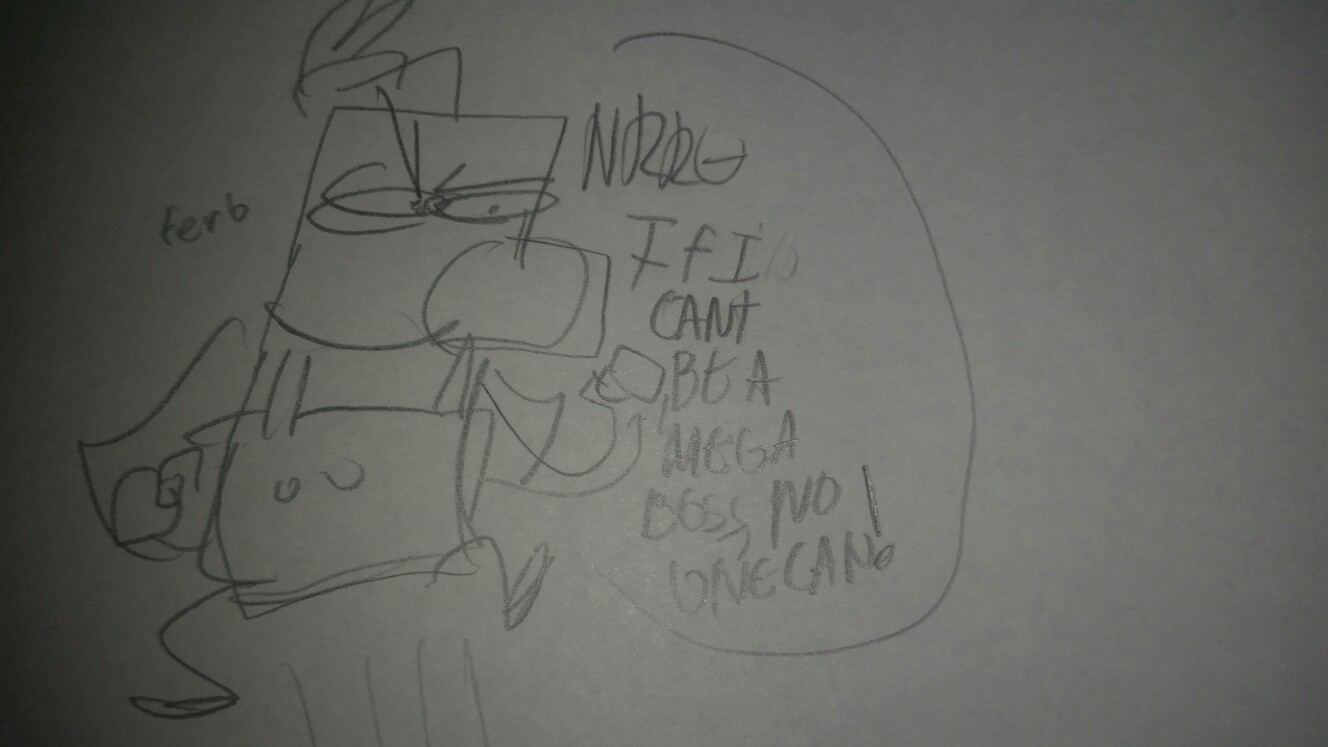 ferb
If I
CANT
BE A
MEGA
BOSS, NO
ONE CAN!